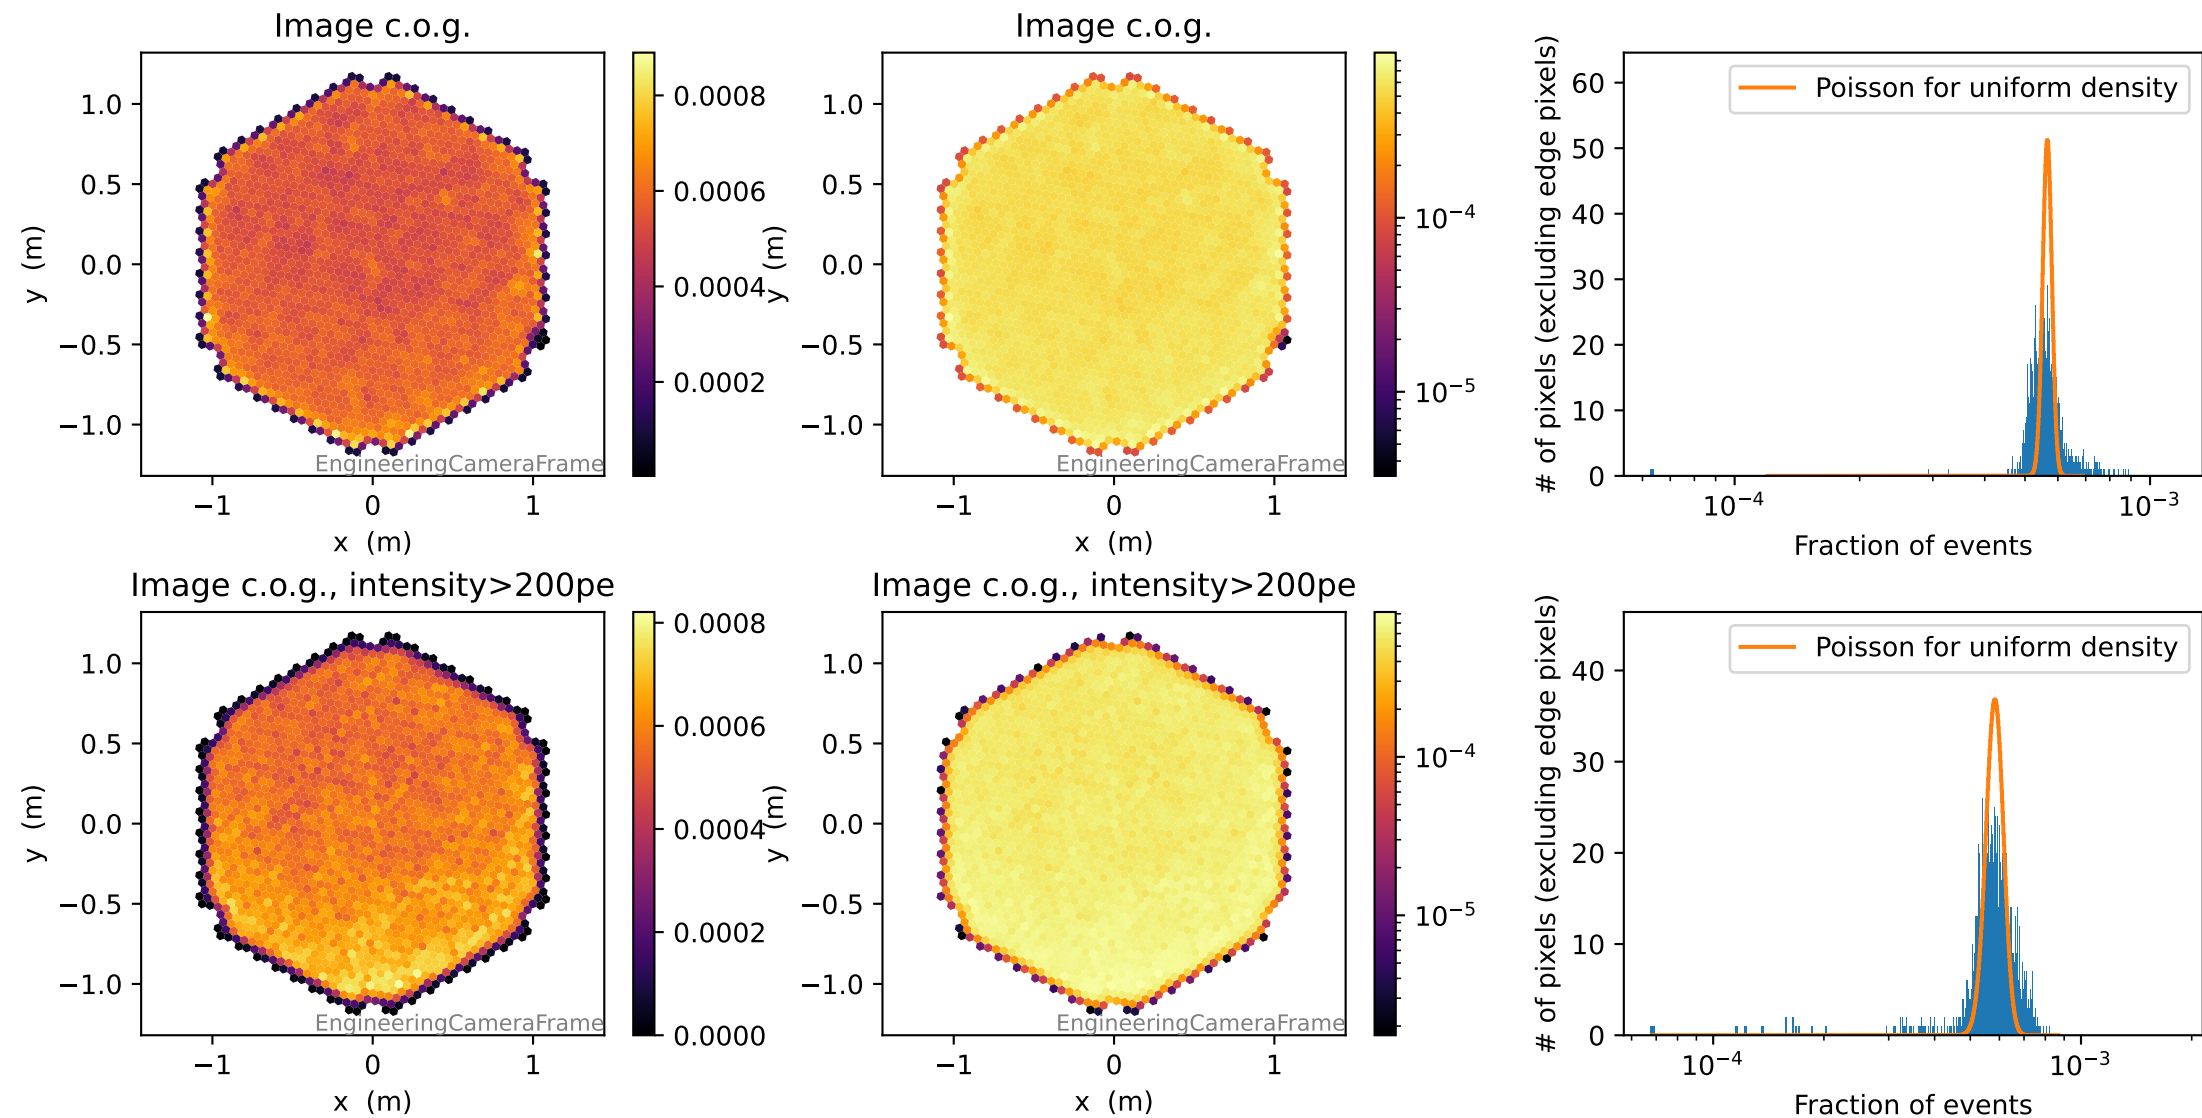 Image c.o.g.
y (m)
1.0
0.5
0.0
−0.5
−1.0
−1
0
1
x (m)
EngineeringCameraFrame
0.0008
0.0006
0.0004
0.0002
Image c.o.g.
y (m)
1.0
0.5
0.0
−0.5
−1.0
−1
0
1
x (m)
EngineeringCameraFrame
10⁻⁴
10⁻⁵
# of pixels (excluding edge pixels)
60
50
40
30
20
10
0
Poisson for uniform density
10⁻⁴
10⁻³
Fraction of events
Image c.o.g., intensity>200pe
y (m)
1.0
0.5
0.0
−0.5
−1.0
−1
0
1
x (m)
EngineeringCameraFrame
0.0008
0.0006
0.0004
0.0002
0.0000
Image c.o.g., intensity>200pe
y (m)
1.0
0.5
0.0
−0.5
−1.0
−1
0
1
x (m)
EngineeringCameraFrame
10⁻⁴
10⁻⁵
# of pixels (excluding edge pixels)
40
30
20
10
0
Poisson for uniform density
10⁻⁴
10⁻³
Fraction of events